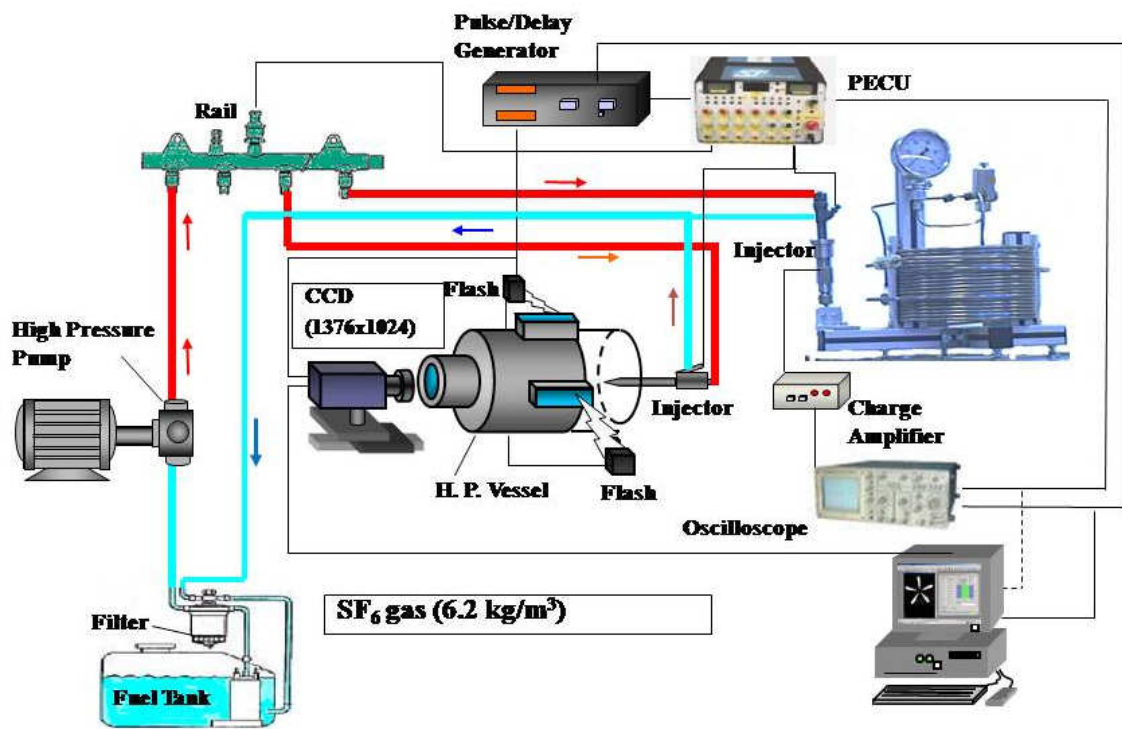 Pulse/Delay
Generator
PECU
Rail
Injector
Flash
CCD
(1376x1024)
High Pressure
Pump
Injector
Charge
Amplifier
H. P. Vessel
Flash
Oscilloscope
SF₆ gas (6.2 kg/m³)
Filter
Fuel Tank